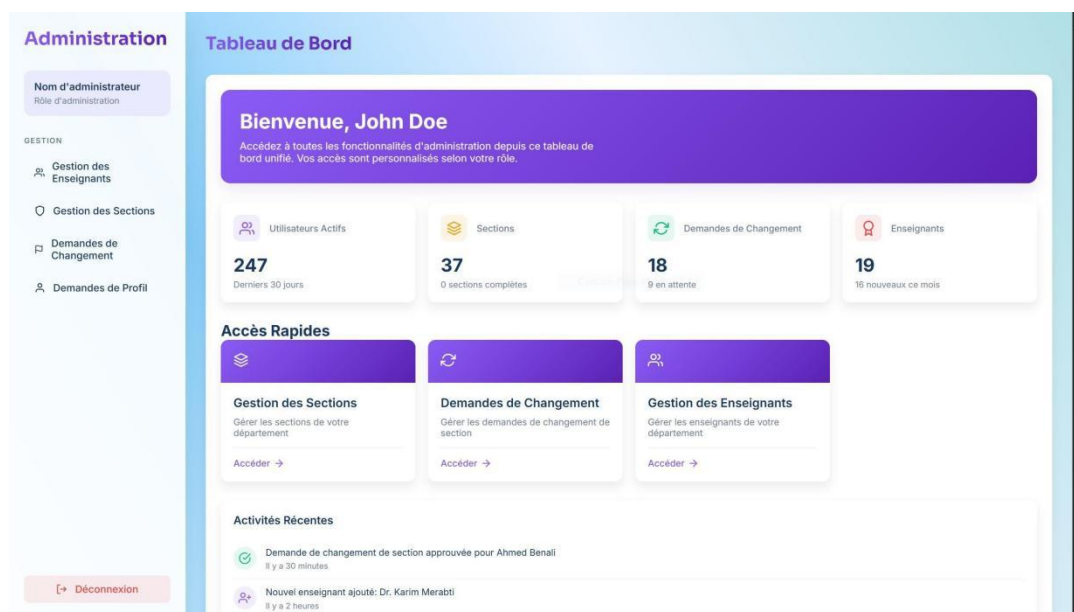 Administration
Nom d'administrateur
Rôle d'administration
GESTION
Gestion des
Enseignants
Gestion des Sections
Demandes de
Changement
Demandes de Profil
Déconnexion
Tableau de Bord
Bienvenue, John Doe
Accédez à toutes les fonctionnalités d'administration depuis ce tableau de
bord unifié. Vos accès sont personnalisés selon votre rôle.
Utilisateurs Actifs
247
Derniers 30 jours
Sections
37
0 sections complètes
Demandes de Changement
18
9 en attente
Enseignants
19
16 nouveaux ce mois
Accès Rapides
Gestion des Sections
Gérer les sections de votre
département
Accéder →
Demandes de Changement
Gérer les demandes de changement de
section
Accéder →
Gestion des Enseignants
Gérer les enseignants de votre
département
Accéder →
Activités Récentes
Demande de changement de section approuvée pour Ahmed Benali
Il y a 30 minutes
Nouvel enseignant ajouté: Dr. Karim Merabti
Il y a 2 heures